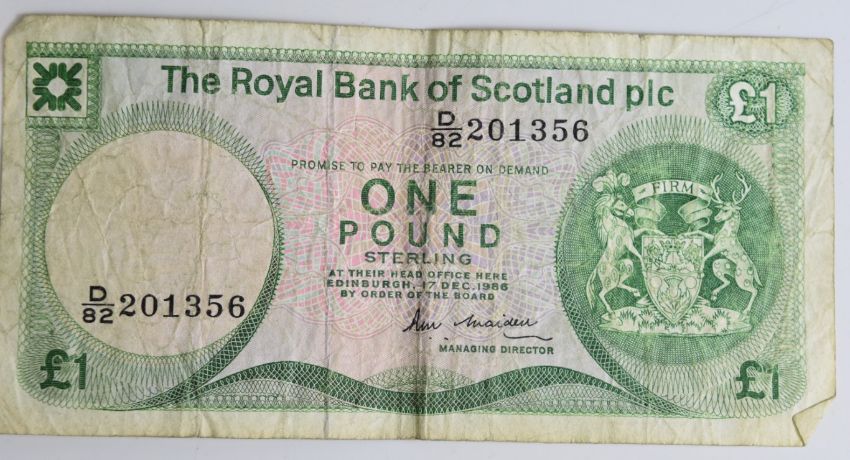 The Royal Bank of Scotland plc
£1
D/82 201356
PROMISE TO PAY THE BEARER ON DEMAND
FIRM
ONE
POUND
STERLING
AT THEIR HEAD OFFICE HERE
EDINBURGH, 17 DEC. 1986
BY ORDER OF THE BOARD
D/82 201356
Maiden
MANAGING DIRECTOR
£1
£1